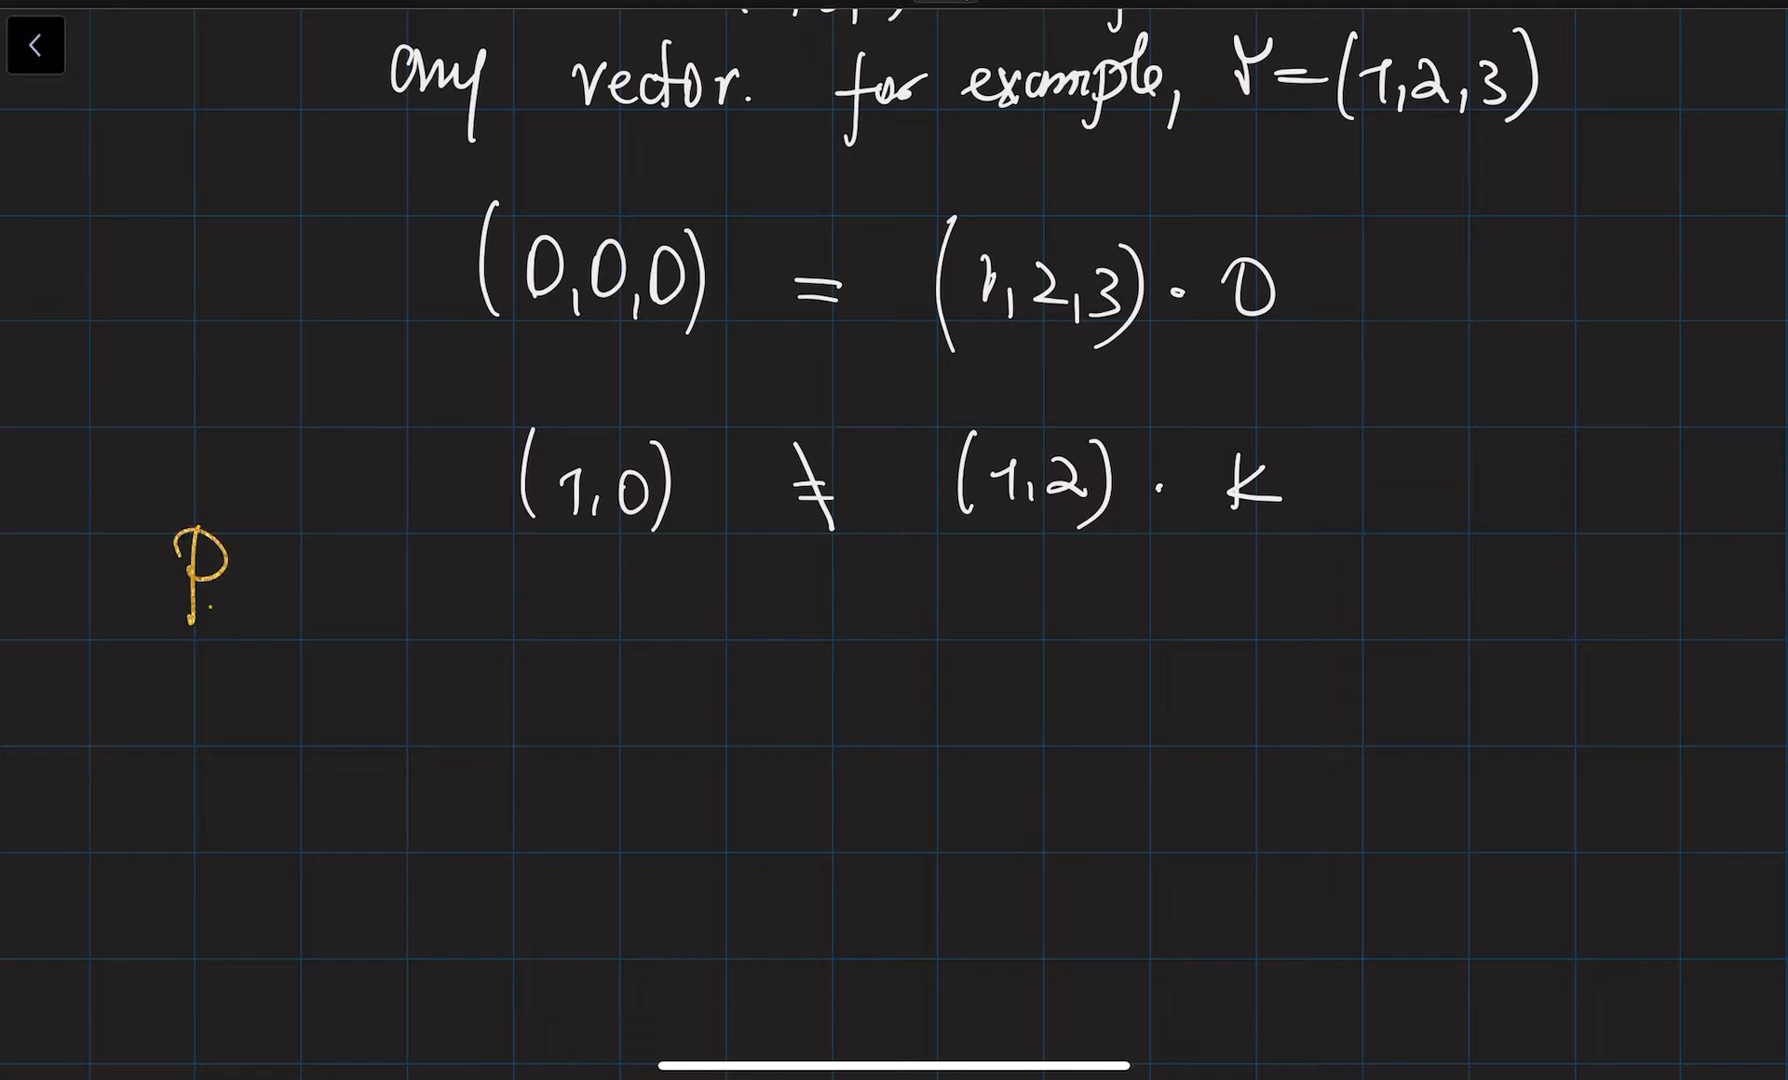 any vector. for example, Y=(1,2,3)
(0,0,0) = (1,2,3) · 0
(1,0) ≠ (1,2) · k
P